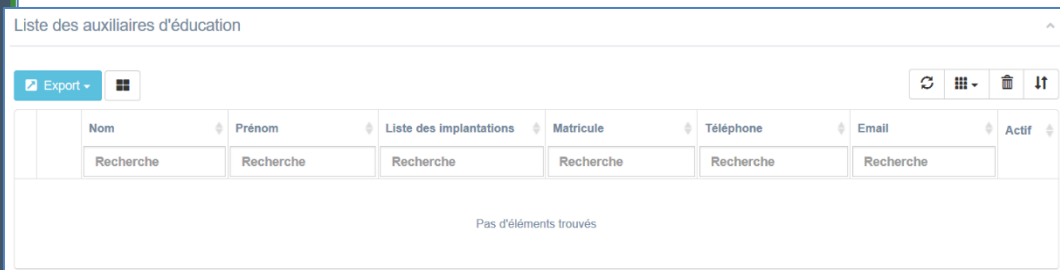 Liste des auxiliaires d'éducation
Export
Nom Prénom Liste des implantations Matricule Téléphone Email Actif
Recherche Recherche Recherche Recherche Recherche Recherche
Pas d'éléments trouvés